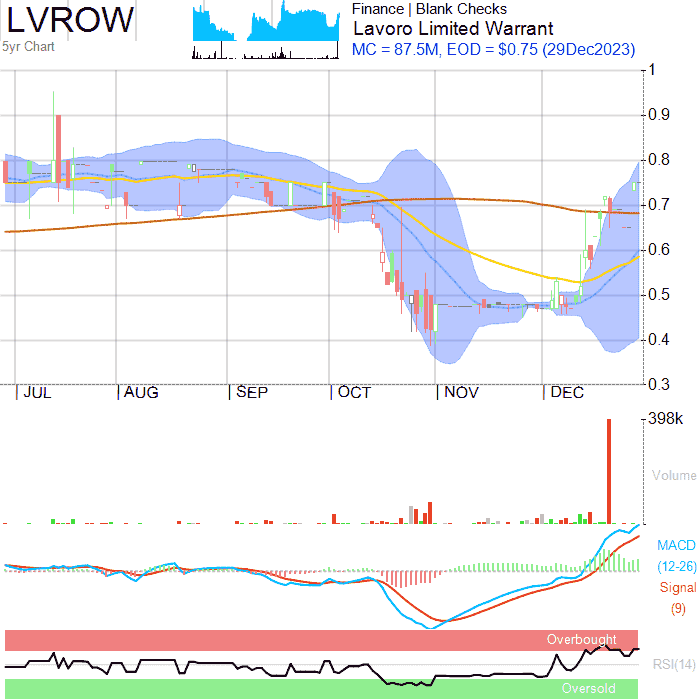 LVROW
5yr Chart
Finance | Blank Checks
Lavoro Limited Warrant
MC = 87.5M, EOD = $0.75 (29Dec2023)
1
0.9
0.8
0.7
0.6
0.5
0.4
0.3
JUL AUG SEP OCT NOV DEC
398k
Volume
MACD
(12-26)
Signal
(9)
Overbought
RSI(14)
Oversold